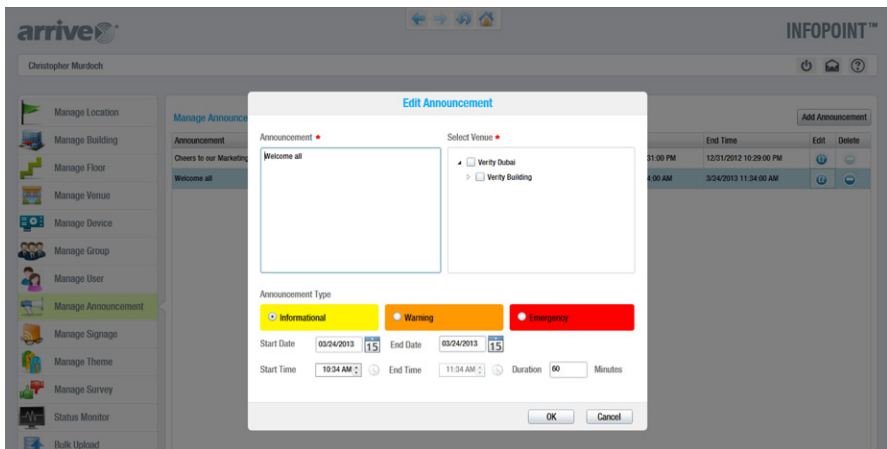 arrive
INFOPOINT™
Christopher Murdoch
Manage Location
Manage Building
Manage Floor
Manage Venue
Manage Device
Manage Group
Manage User
Manage Announcement
Manage Signage
Manage Theme
Manage Survey
Status Monitor
Bulk Upload
Manage Announce
Add Announcement
Announcement End Time Edit Delete
Cheers to our Marketing 31:00 PM 12/31/2012 10:29:00 PM
Welcome all 4:00 AM 3/24/2013 11:34:00 AM
Edit Announcement
Announcement * Select Venue *
Welcome all
Verity Dubai
Verity Building
Announcement Type
Informational Warning Emergency
Start Date 03/24/2013 15 End Date 03/24/2013 15
Start Time 10:34 AM End Time 11:34 AM Duration 60 Minutes
OK Cancel